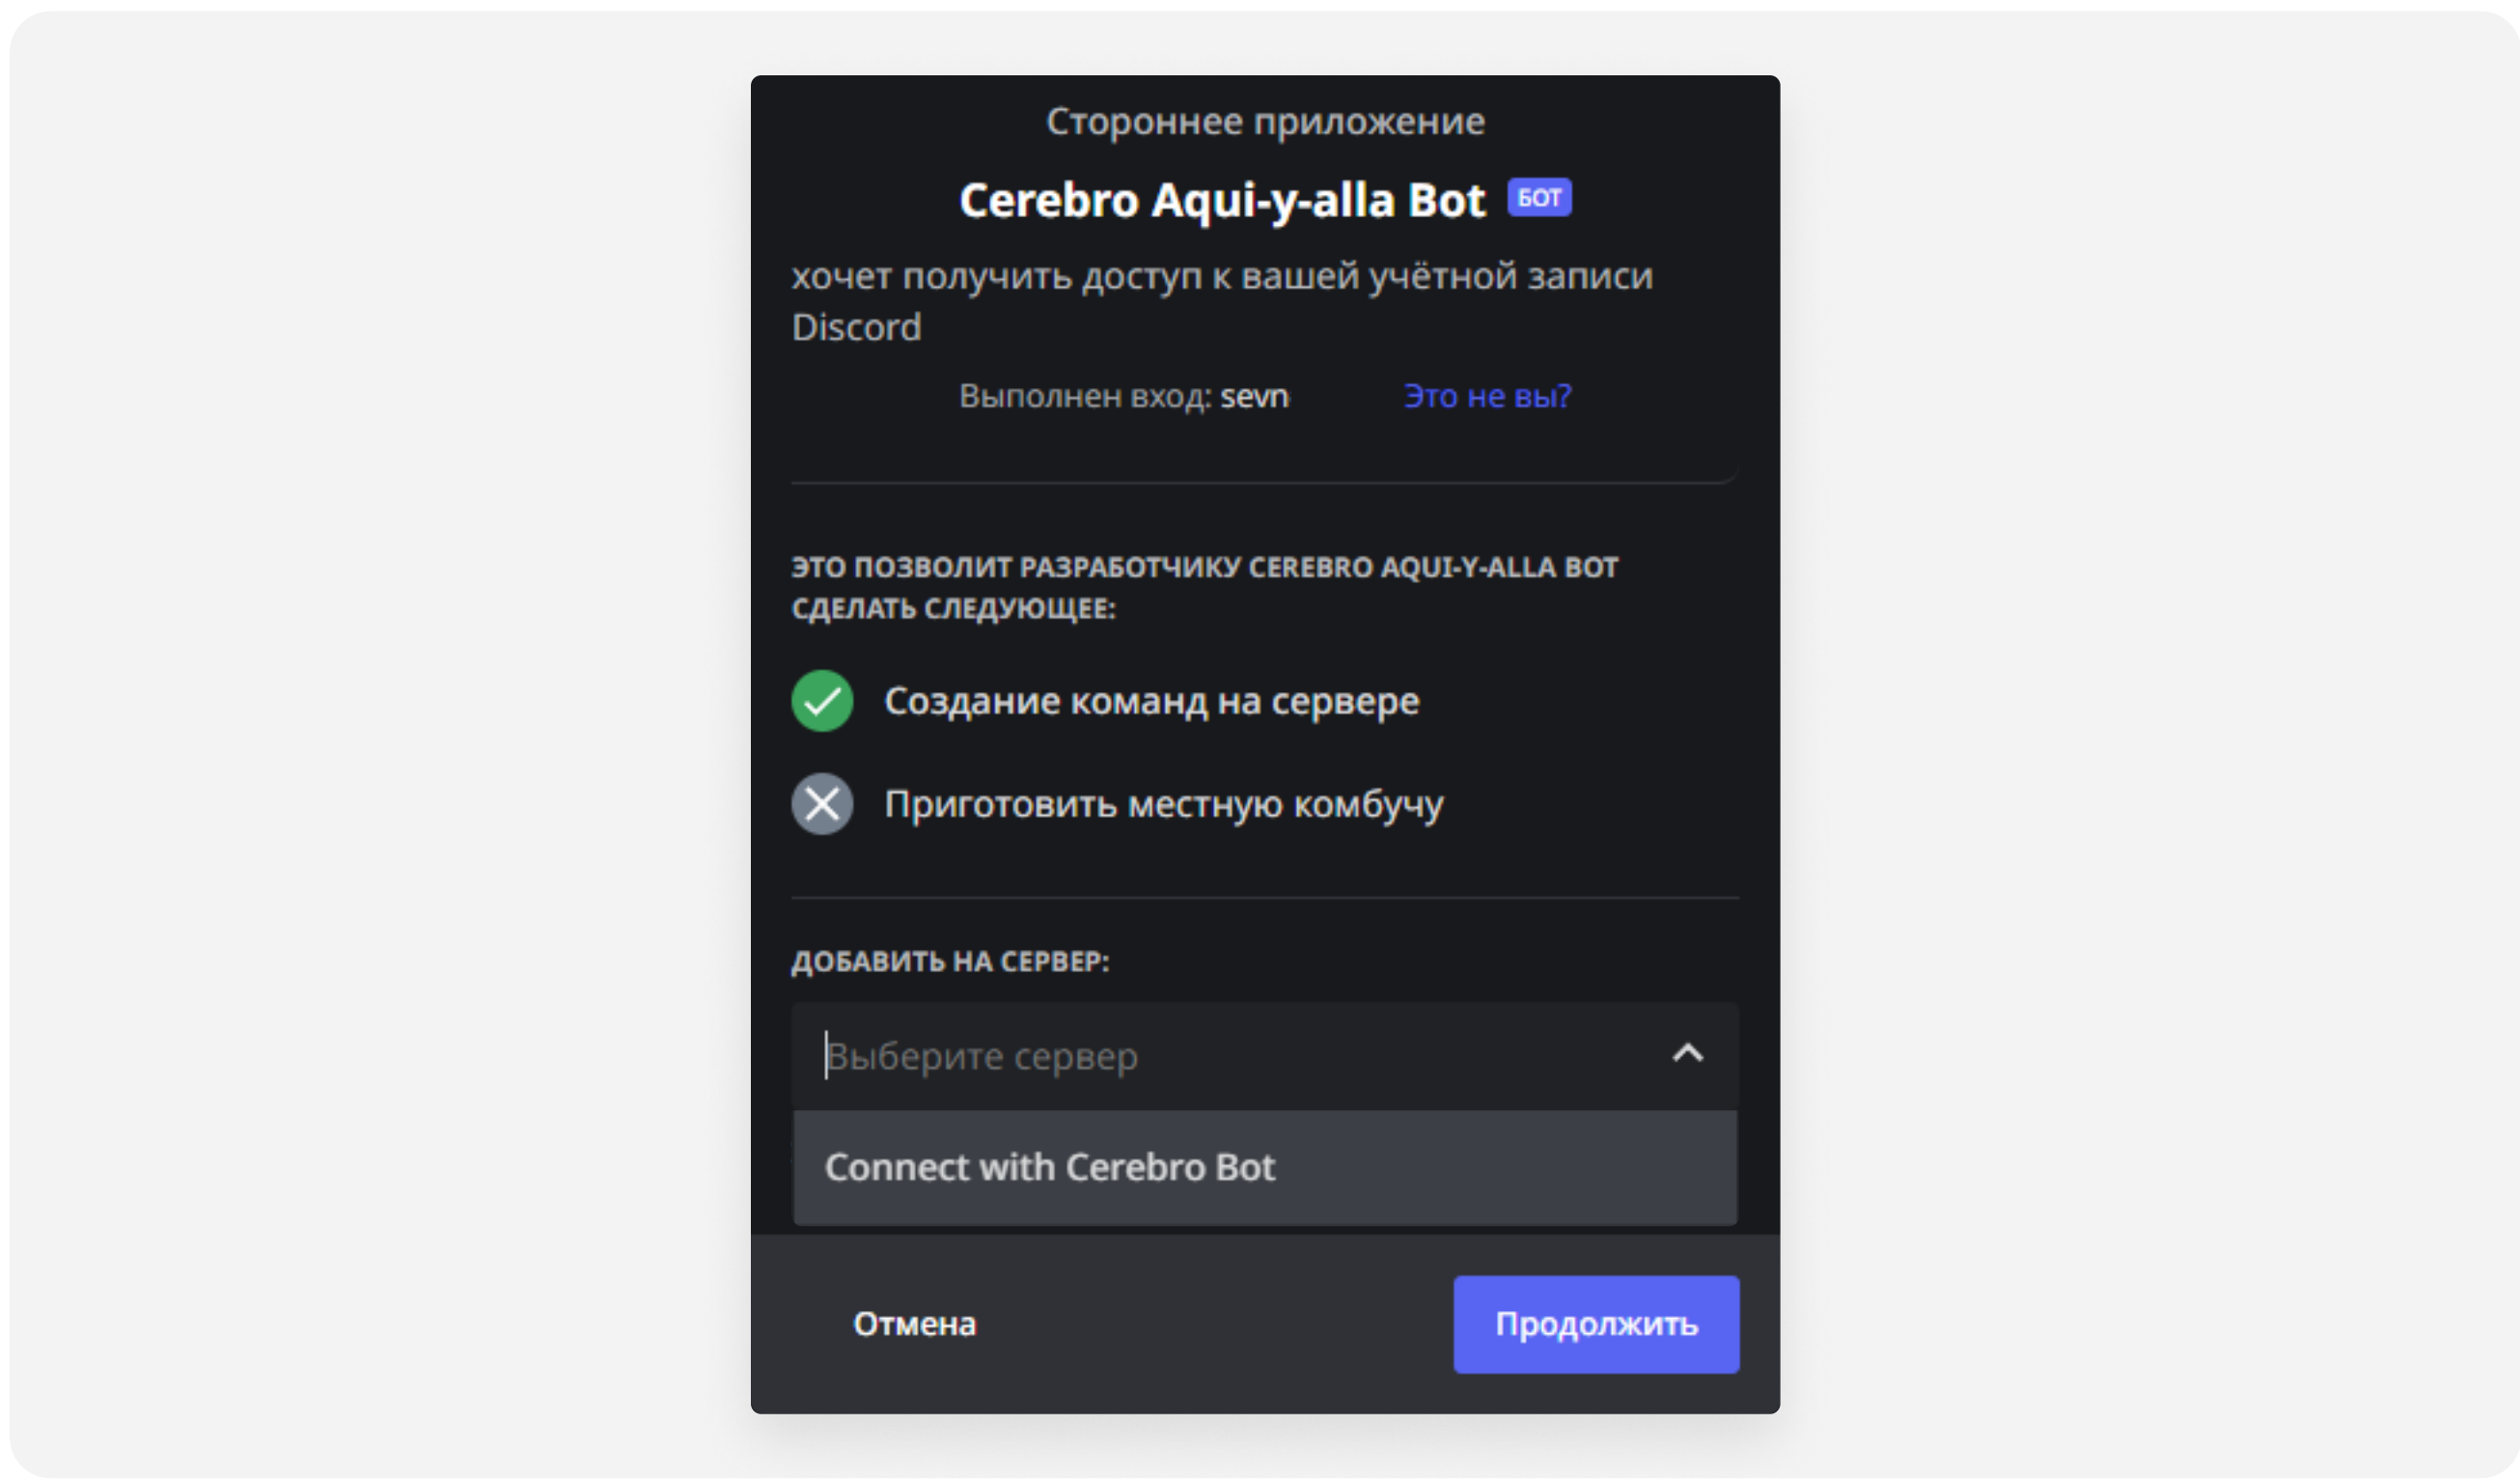 Стороннее приложение
Cerebro Aqui-y-alla Bot БОТ
хочет получить доступ к вашей учётной записи
Discord
Выполнен вход: sevn Это не вы?
ЭТО ПОЗВОЛИТ РАЗРАБОТЧИКУ CEREBRO AQUI-Y-ALLA BOT
СДЕЛАТЬ СЛЕДУЮЩЕЕ:
Создание команд на сервере
Приготовить местную комбучу
ДОБАВИТЬ НА СЕРВЕР:
Выберите сервер
Connect with Cerebro Bot
Отмена Продолжить